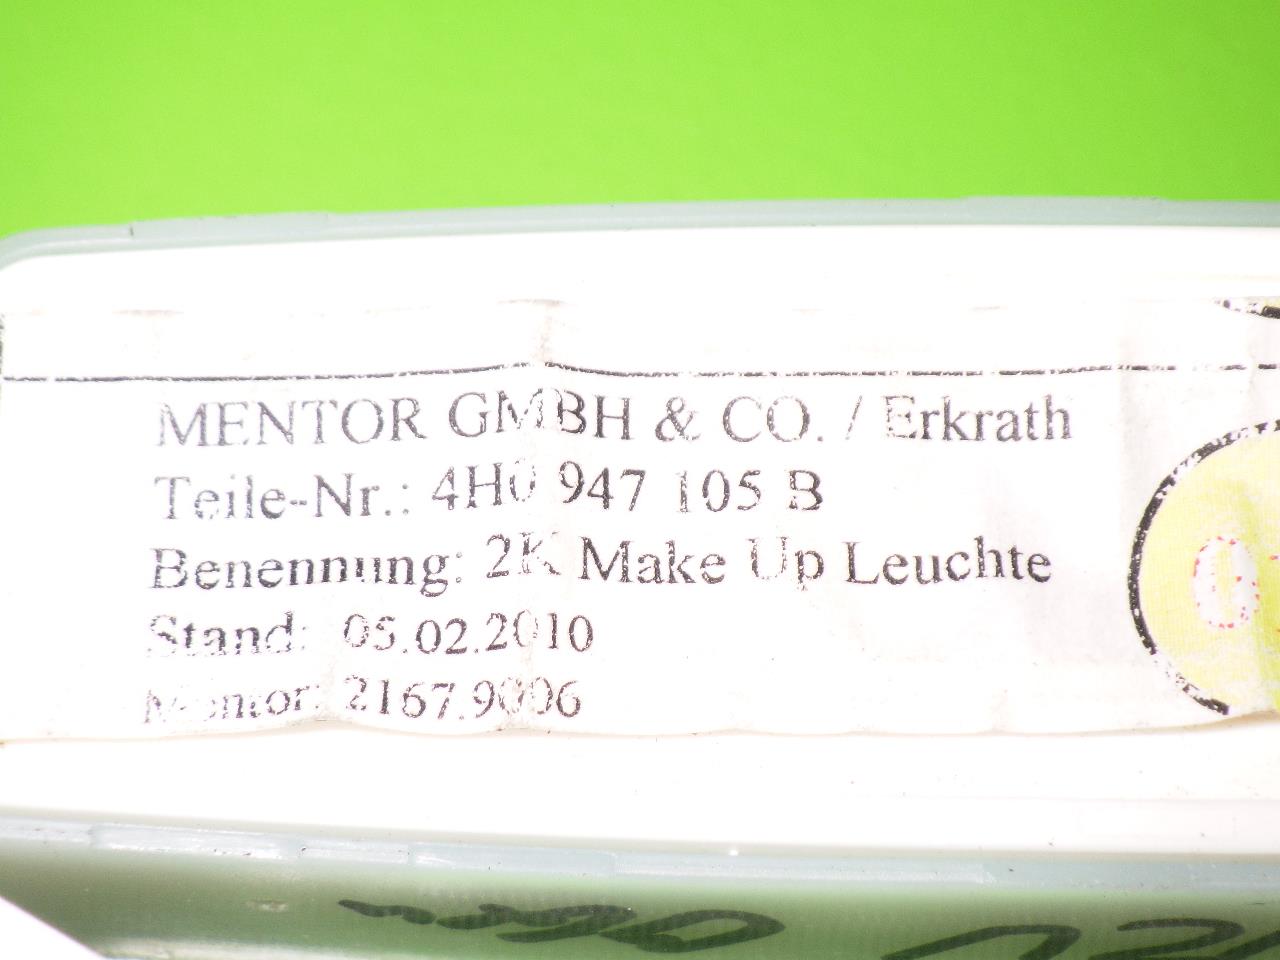 MENTOR GMBH & CO. / Erkrath
Teile-Nr.: 4H0 947 105 B
Benennung: 2K Make Up Leuchte
Stand: 05.02.2010
Mentor: 2167.9006